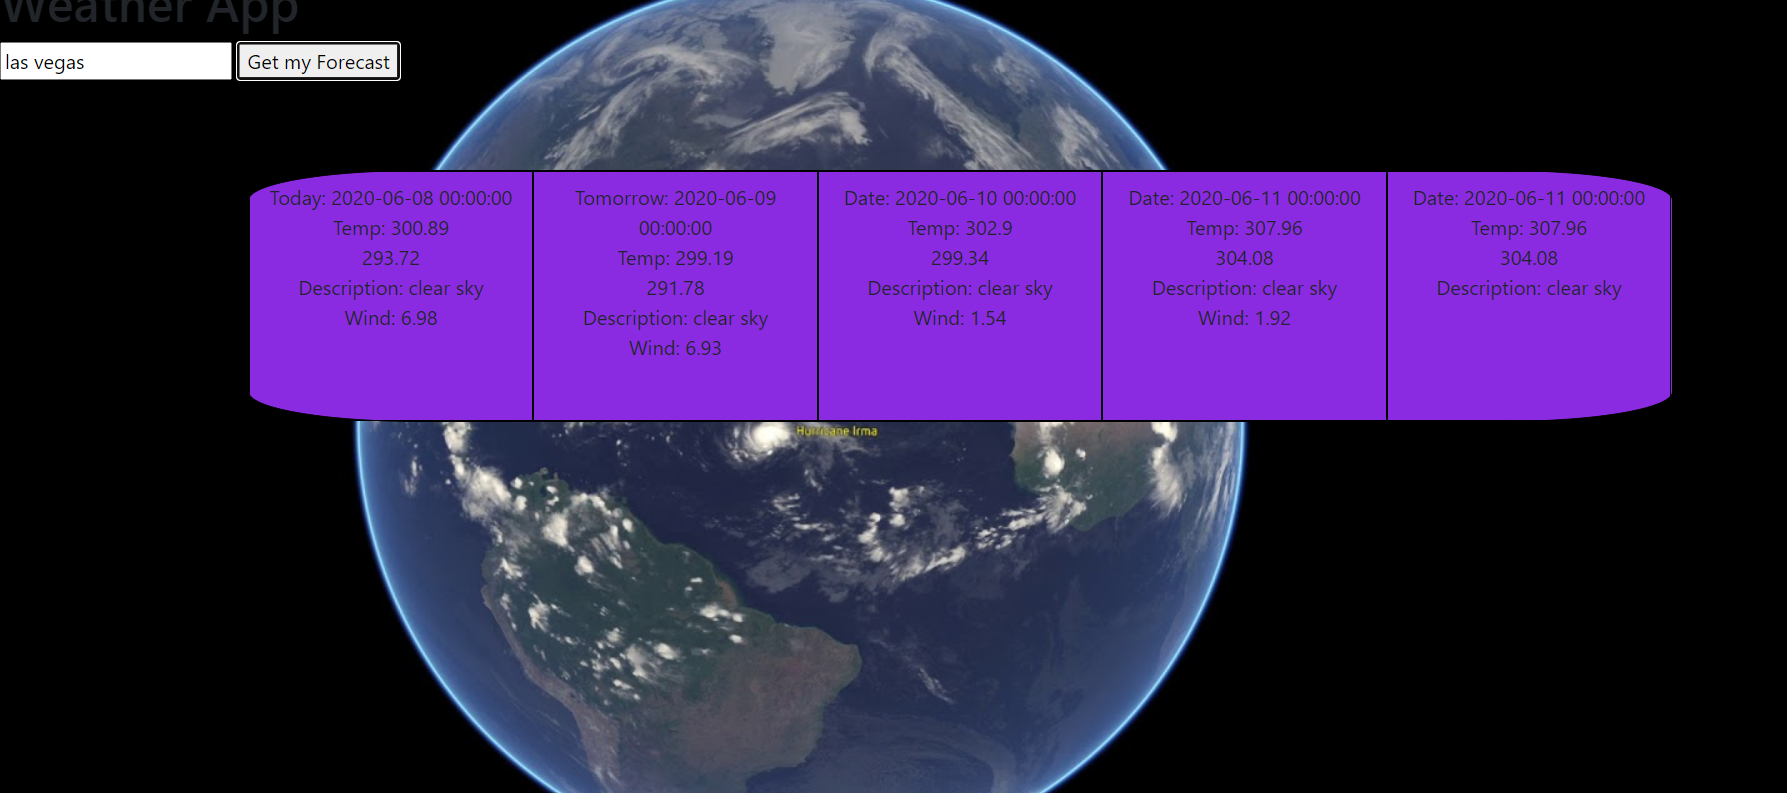 Weather App
las vegas
Get my Forecast
Today: 2020-06-08 00:00:00
Temp: 300.89
293.72
Description: clear sky
Wind: 6.98
Tomorrow: 2020-06-09
00:00:00
Temp: 299.19
291.78
Description: clear sky
Wind: 6.93
Date: 2020-06-10 00:00:00
Temp: 302.9
299.34
Description: clear sky
Wind: 1.54
Date: 2020-06-11 00:00:00
Temp: 307.96
304.08
Description: clear sky
Wind: 1.92
Date: 2020-06-11 00:00:00
Temp: 307.96
304.08
Description: clear sky
Hurricane Irma